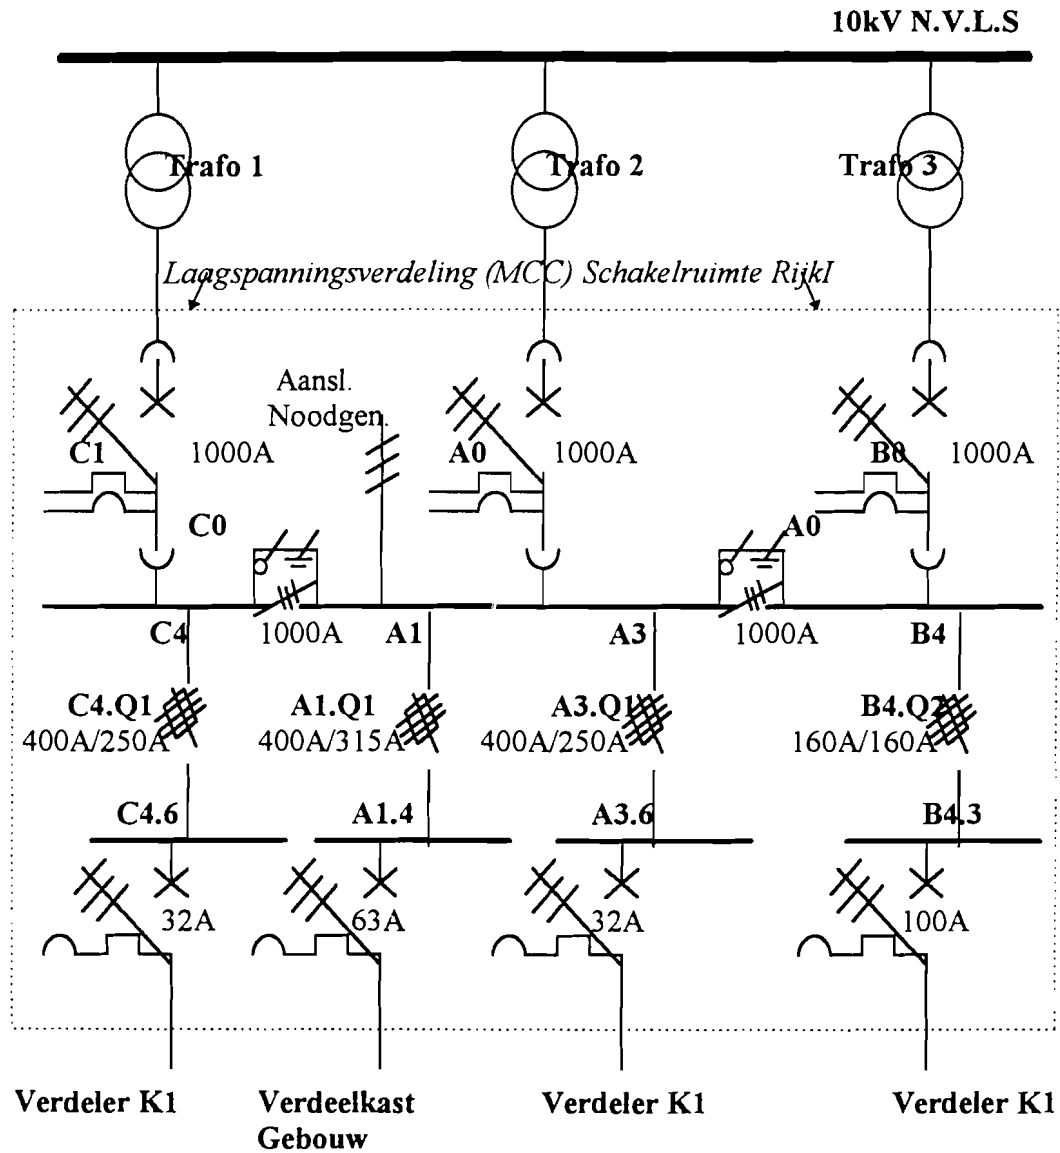 10kV N.V.L.S
Trafo 1
Trafo 2
Trafo 3
Laagspanningsverdeling (MCC) Schakelruimte RijkI
Aansl.
Noodgen.
C1
1000A
A0
1000A
B0
1000A
C0
A0
C4
1000A
A1
A3
1000A
B4
C4.Q1
A1.Q1
A3.Q1
B4.Q2
400A/250A
400A/315A
400A/250A
160A/160A
C4.6
A1.4
A3.6
B4.3
32A
63A
32A
100A
Verdeler K1
Verdeelkast
Gebouw
Verdeler K1
Verdeler K1